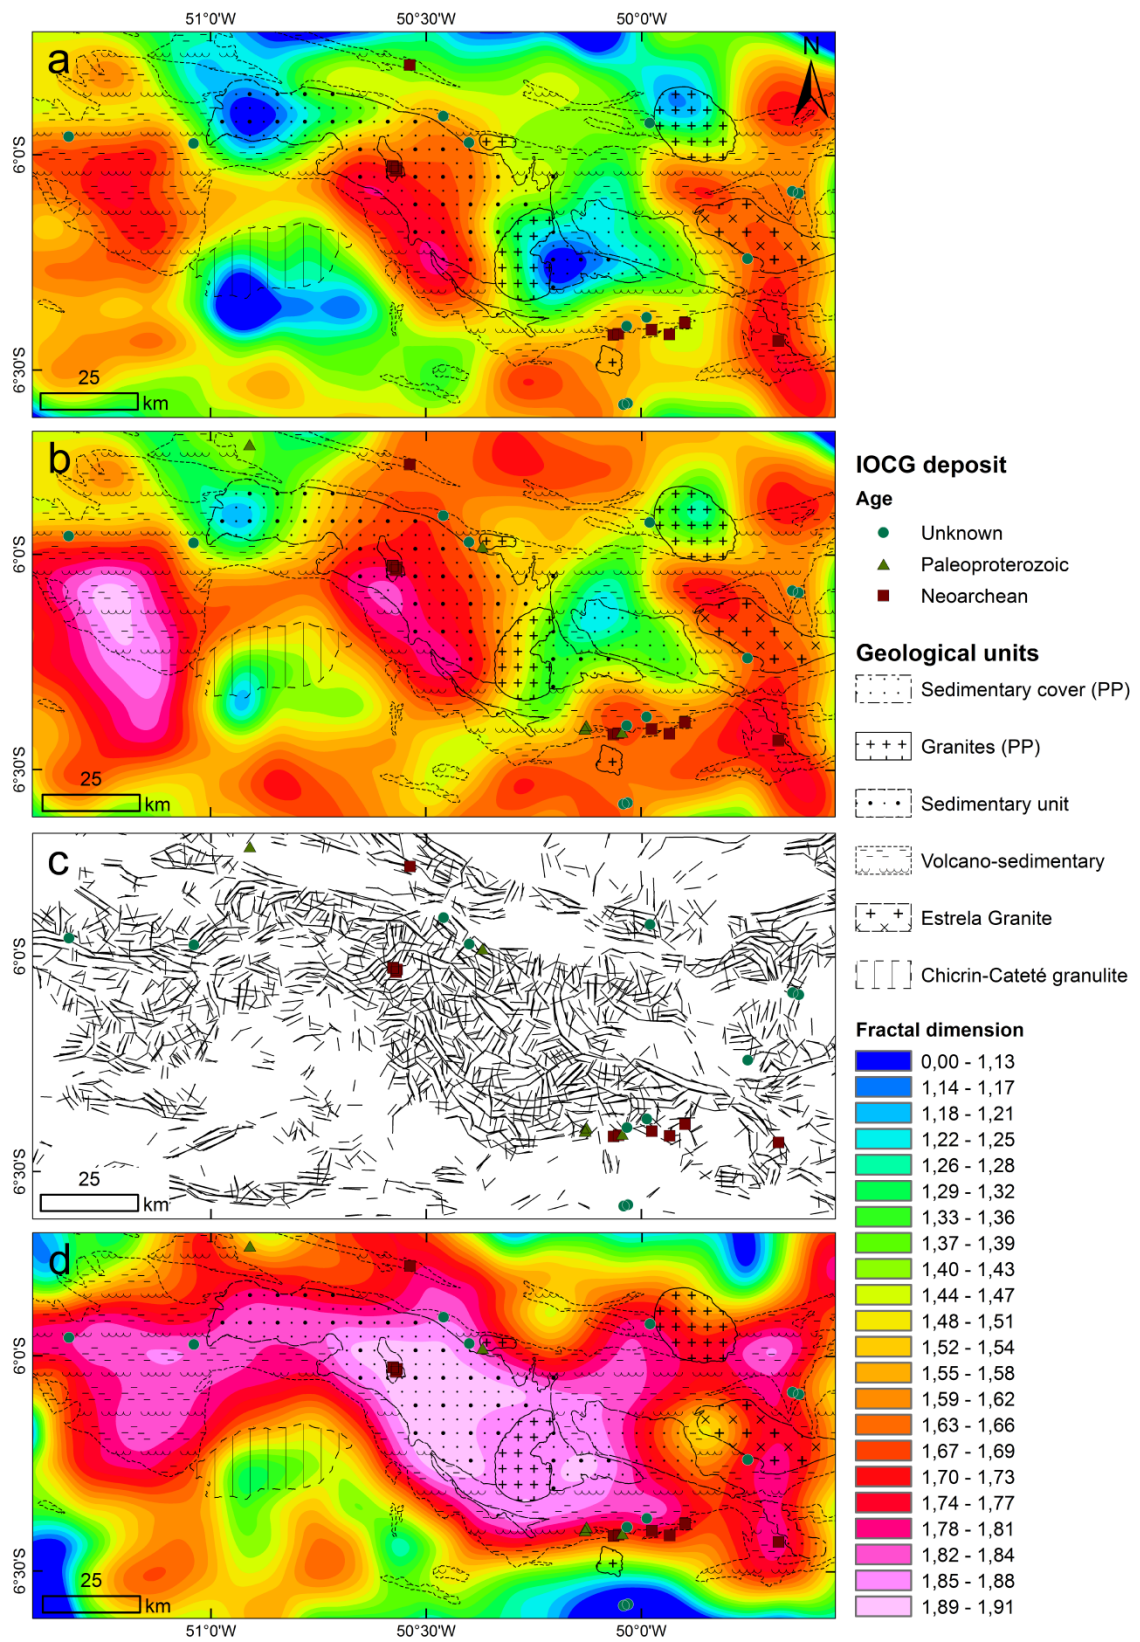 51°0'W 50°30'W 50°0'W
a
N
6°0'S
6°30'S
25
km
b
6°0'S
6°30'S
25
km
c
6°0'S
6°30'S
25
km
d
6°0'S
6°30'S
25
km
51°0'W 50°30'W 50°0'W
IOCG deposit
Age
Unknown
Paleoproterozoic
Neoarchean
Geological units
Sedimentary cover (PP)
Granites (PP)
Sedimentary unit
Volcano-sedimentary
Estrela Granite
Chicrin-Cateté granulite
Fractal dimension
0,00 - 1,13
1,14 - 1,17
1,18 - 1,21
1,22 - 1,25
1,26 - 1,28
1,29 - 1,32
1,33 - 1,36
1,37 - 1,39
1,40 - 1,43
1,44 - 1,47
1,48 - 1,51
1,52 - 1,54
1,55 - 1,58
1,59 - 1,62
1,63 - 1,66
1,67 - 1,69
1,70 - 1,73
1,74 - 1,77
1,78 - 1,81
1,82 - 1,84
1,85 - 1,88
1,89 - 1,91